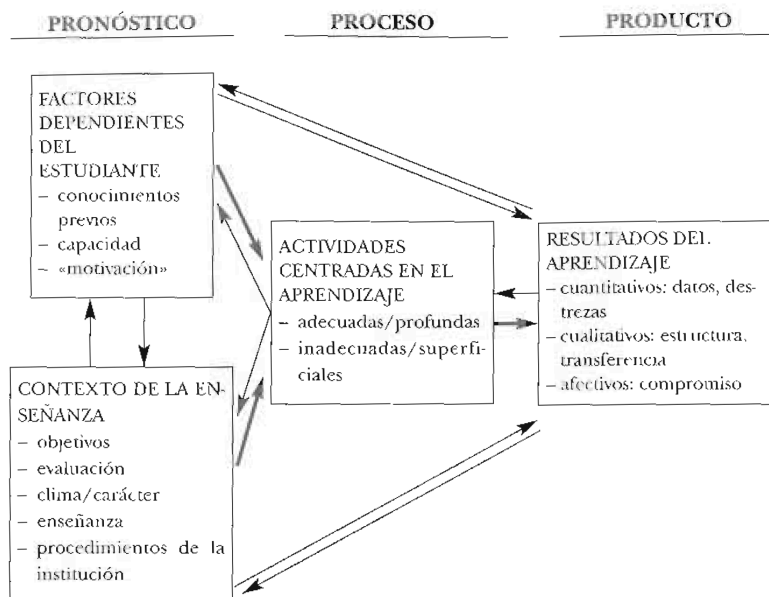 PRONÓSTICO
PROCESO
PRODUCTO
FACTORES
DEPENDIENTES
DEL
ESTUDIANTE
– conocimientos
previos
– capacidad
– «motivación»
ACTIVIDADES
CENTRADAS EN EL
APRENDIZAJE
– adecuadas/profundas
– inadecuadas/superfi-
ciales
RESULTADOS DEL
APRENDIZAJE
– cuantitativos: datos, des-
trezas
– cualitativos: estructura,
transferencia
– afectivos: compromiso
CONTEXTO DE LA EN-
SEÑANZA
– objetivos
– evaluación
– clima/carácter
– enseñanza
– procedimientos de la
institución